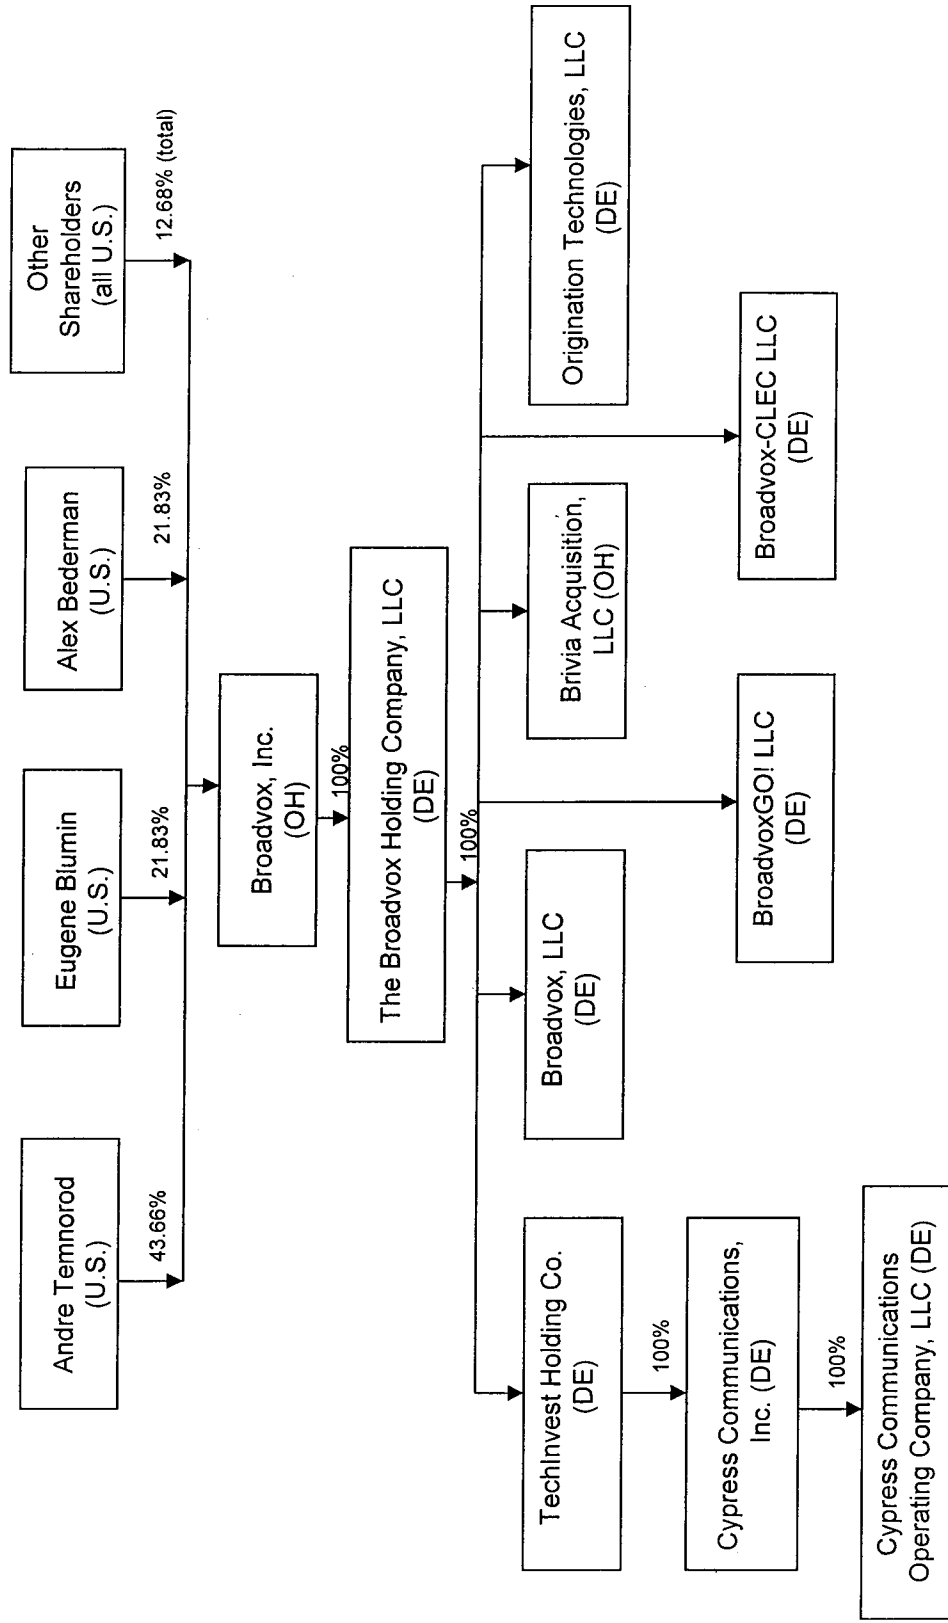 Andre Temnorod
(U.S.)
43.66%
Eugene Blumin
(U.S.)
21.83%
Alex Bederman
(U.S.)
21.83%
Other
Shareholders
(all U.S.)
12.68% (total)
Broadvox, Inc.
(OH)
100%
The Broadvox Holding Company, LLC
(DE)
100%
TechInvest Holding Co.
(DE)
Broadvox, LLC
(DE)
Brivia Acquisition,
LLC (OH)
Origination Technologies, LLC
(DE)
100%
Cypress Communications,
Inc. (DE)
BroadvoxGO! LLC
(DE)
Broadvox-CLEC LLC
(DE)
100%
Cypress Communications
Operating Company, LLC (DE)